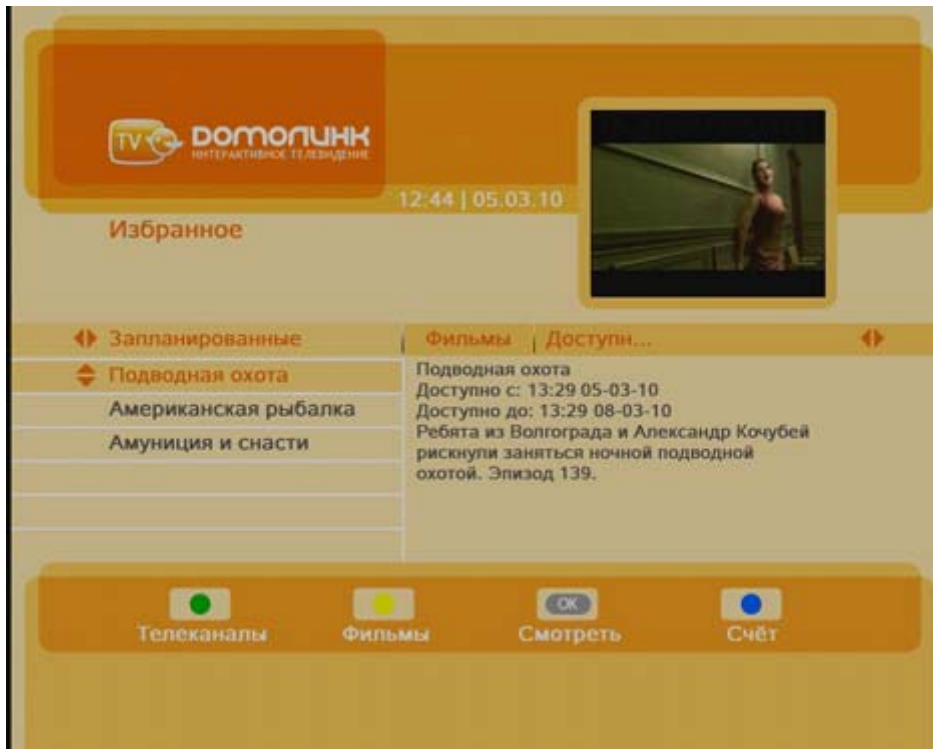 TV Домолинк
ИНТЕРАКТИВНОЕ ТЕЛЕВИДЕНИЕ
12:44 | 05.03.10
Избранное
Запланированные
Фильмы
Доступн...
Подводная охота
Американская рыбалка
Амуниция и снасти
Подводная охота
Доступно с: 13:29 05-03-10
Доступно до: 13:29 08-03-10
Ребята из Волгограда и Александр Кочубей
рискнули заняться ночной подводной
охотой. Эпизод 139.
OK
Телеканалы
Фильмы
Смотреть
Счёт